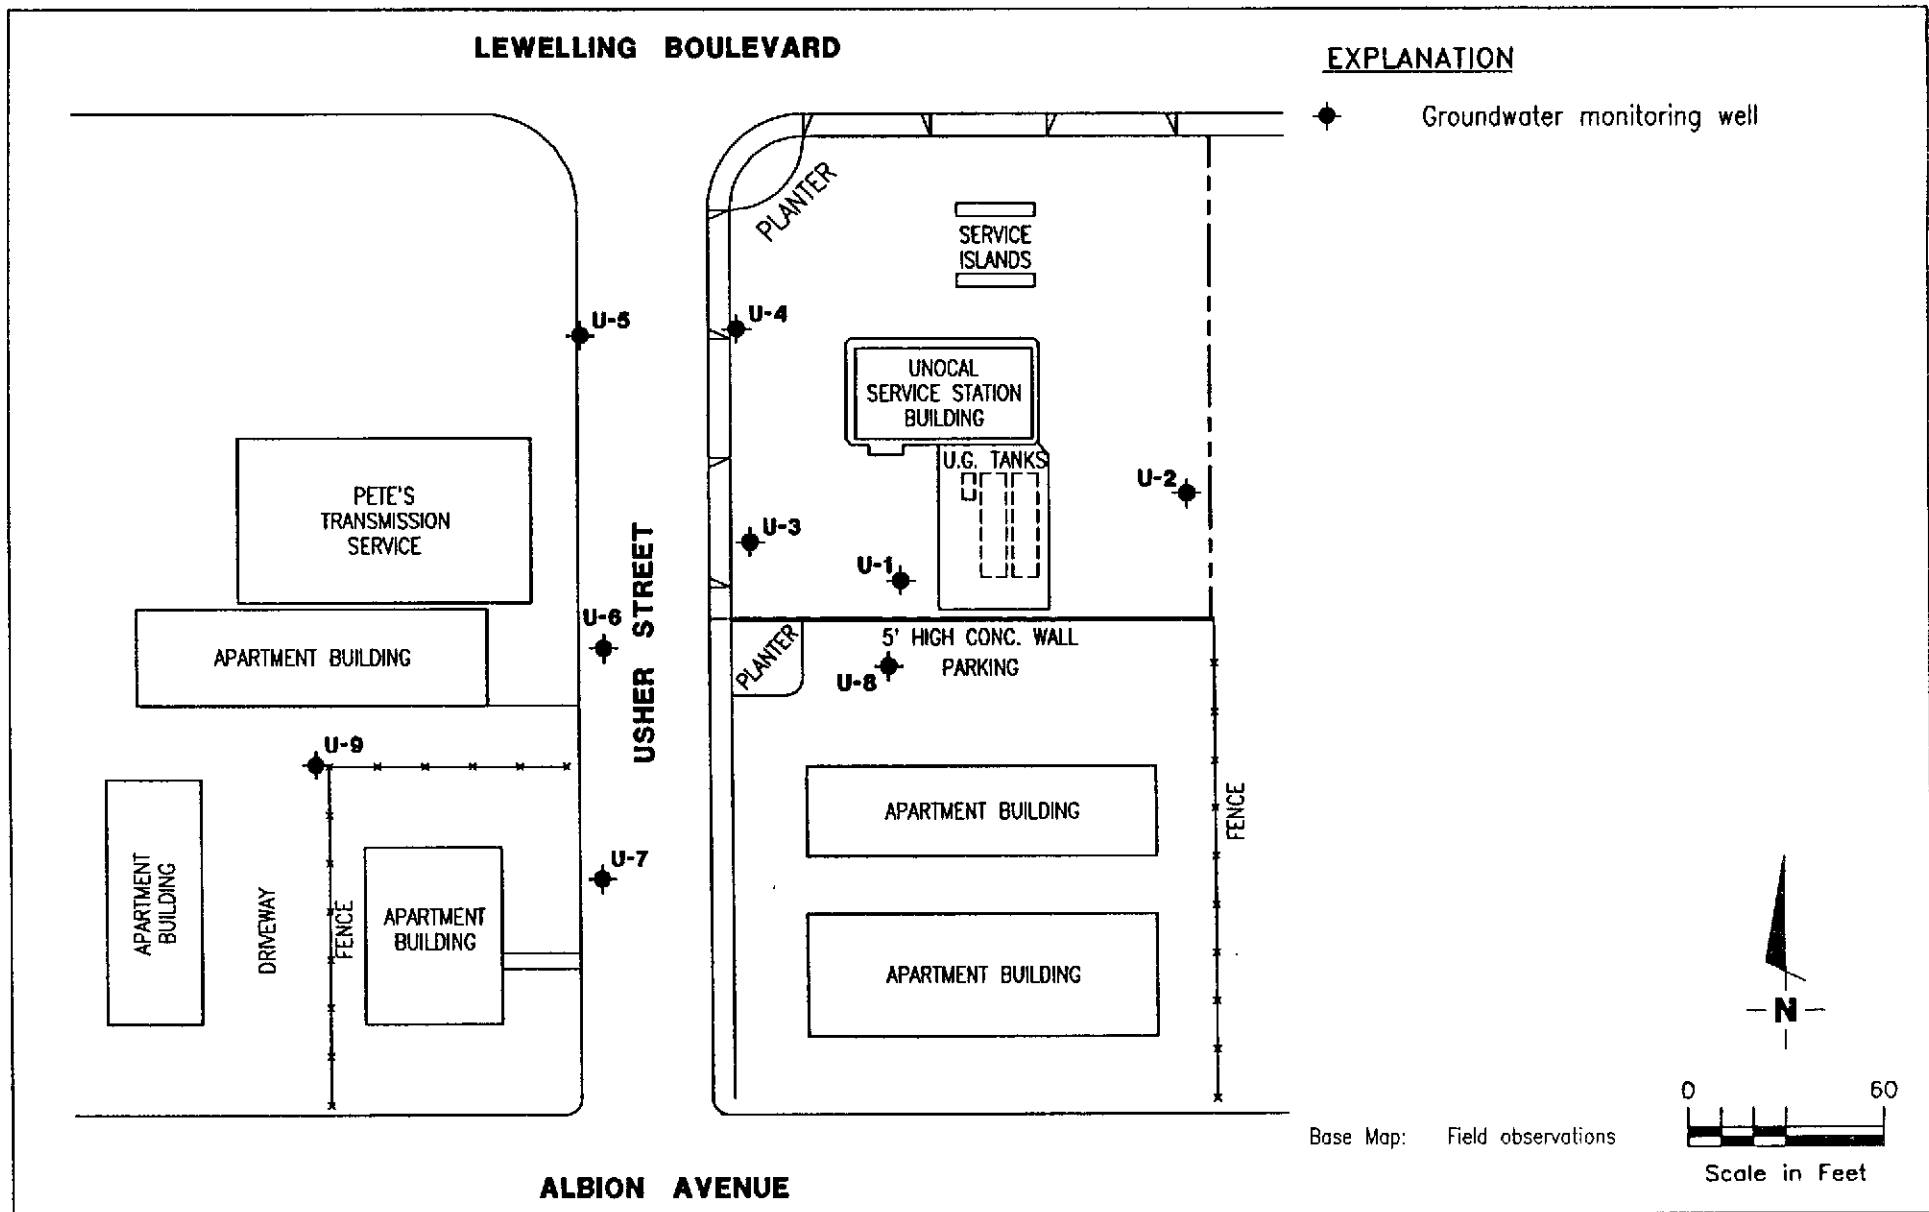 LEWELLING BOULEVARD
EXPLANATION
Groundwater monitoring well
PLANTER
SERVICE
ISLANDS
U-5
U-4
UNOCAL
SERVICE STATION
BUILDING
U.G. TANKS
U-2
PETE'S
TRANSMISSION
SERVICE
U-3
U-1
USHER STREET
U-6
APARTMENT BUILDING
PLANTER
5' HIGH CONC. WALL
PARKING
U-8
U-9
APARTMENT BUILDING
FENCE
U-7
APARTMENT
BUILDING
DRIVEWAY
FENCE
APARTMENT
BUILDING
APARTMENT BUILDING
N
0 60
Base Map: Field observations
Scale in Feet
ALBION AVENUE